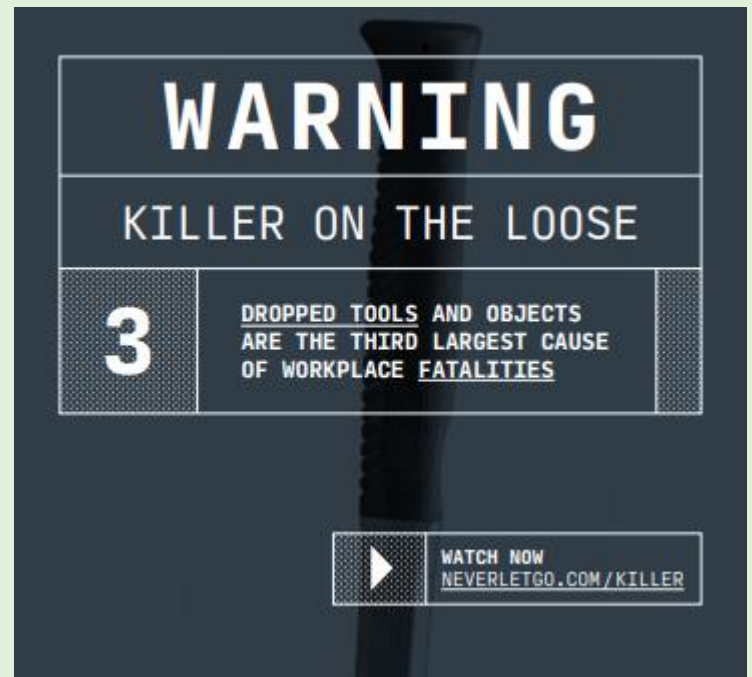 WARNING
KILLER ON THE LOOSE
3
DROPPED TOOLS AND OBJECTS
ARE THE THIRD LARGEST CAUSE
OF WORKPLACE FATALITIES
WATCH NOW
NEVERLETGO.COM/KILLER